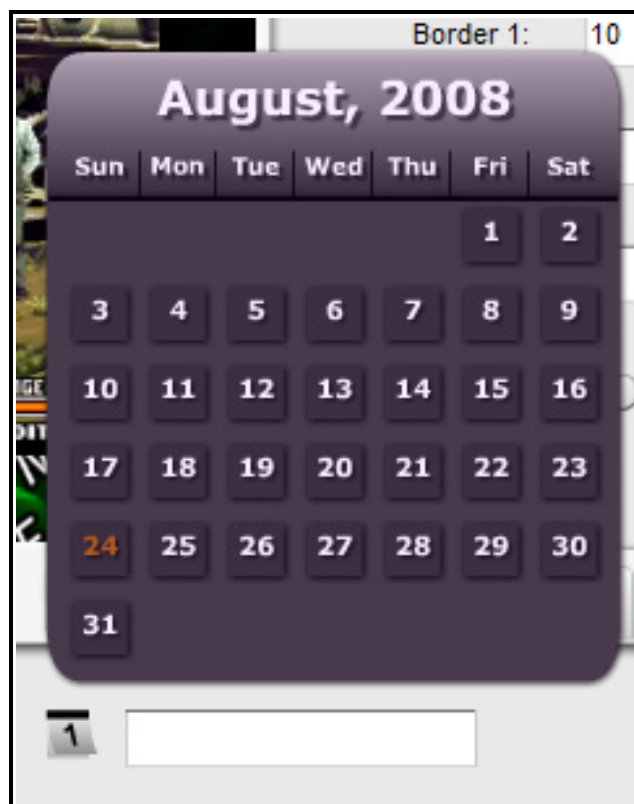 Border 1: 10
August, 2008
Sun Mon Tue Wed Thu Fri Sat
1 2
3 4 5 6 7 8 9
10 11 12 13 14 15 16
17 18 19 20 21 22 23
24 25 26 27 28 29 30
31
1